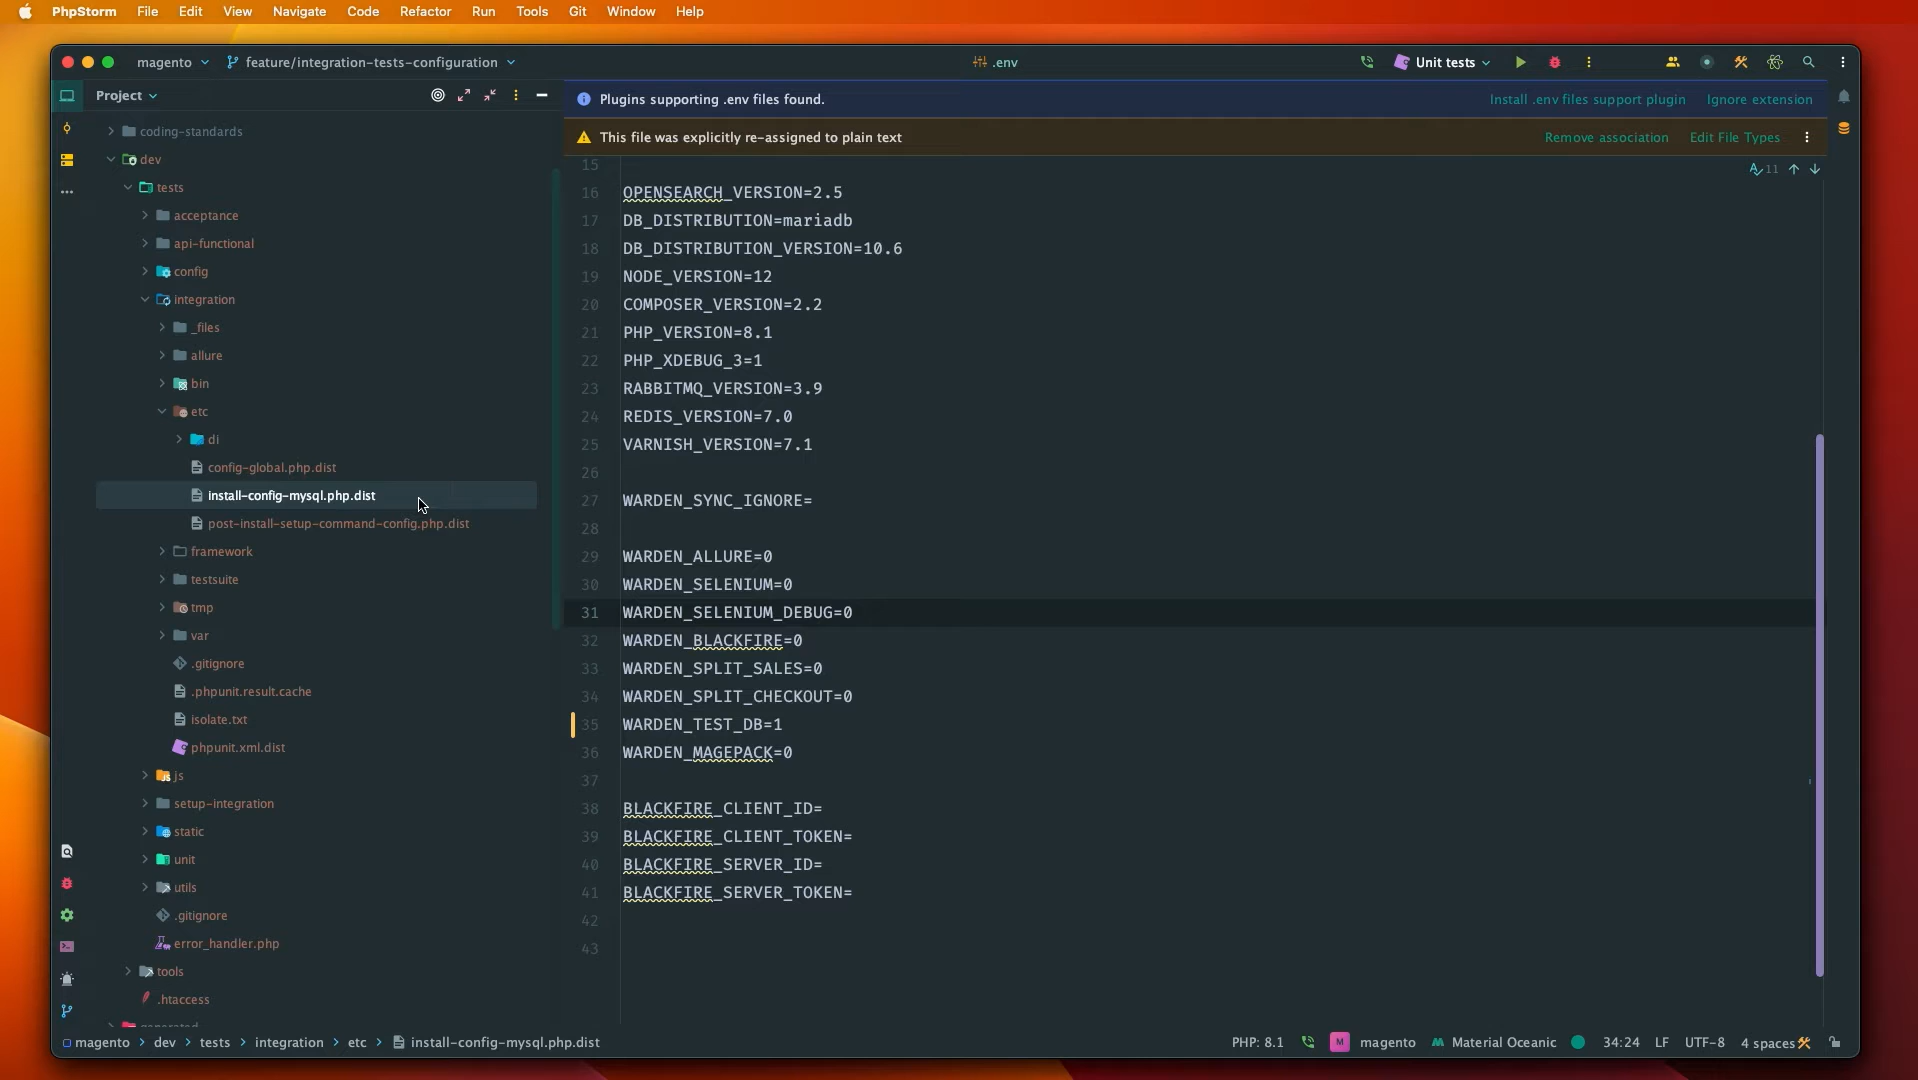 PhpStorm File Edit View Navigate Code Refactor Run Tools Git Window Help
magento feature/integration-tests-configuration .env Unit tests
Project
Plugins supporting .env files found. Install .env files support plugin Ignore extension
This file was explicitly re-assigned to plain text Remove association Edit File Types
11
coding-standards
dev
tests
acceptance
api-functional
config
integration
_files
allure
bin
etc
di
config-global.php.dist
install-config-mysql.php.dist
post-install-setup-command-config.php.dist
framework
testsuite
tmp
var
.gitignore
.phpunit.result.cache
isolate.txt
phpunit.xml.dist
js
setup-integration
static
unit
utils
.gitignore
error_handler.php
tools
.htaccess
generated
15
16 OPENSEARCH_VERSION=2.5
17 DB_DISTRIBUTION=mariadb
18 DB_DISTRIBUTION_VERSION=10.6
19 NODE_VERSION=12
20 COMPOSER_VERSION=2.2
21 PHP_VERSION=8.1
22 PHP_XDEBUG_3=1
23 RABBITMQ_VERSION=3.9
24 REDIS_VERSION=7.0
25 VARNISH_VERSION=7.1
26
27 WARDEN_SYNC_IGNORE=
28
29 WARDEN_ALLURE=0
30 WARDEN_SELENIUM=0
31 WARDEN_SELENIUM_DEBUG=0
32 WARDEN_BLACKFIRE=0
33 WARDEN_SPLIT_SALES=0
34 WARDEN_SPLIT_CHECKOUT=0
35 WARDEN_TEST_DB=1
36 WARDEN_MAGEPACK=0
37
38 BLACKFIRE_CLIENT_ID=
39 BLACKFIRE_CLIENT_TOKEN=
40 BLACKFIRE_SERVER_ID=
41 BLACKFIRE_SERVER_TOKEN=
42
43
magento dev tests integration etc install-config-mysql.php.dist PHP: 8.1 M magento Material Oceanic 34:24 LF UTF-8 4 spaces